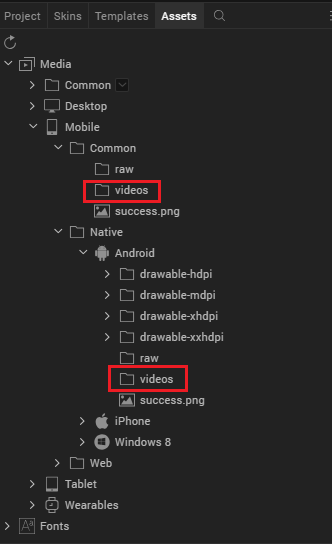 Project Skins Templates Assets
Media
Common
Desktop
Mobile
Common
raw
videos
success.png
Native
Android
drawable-hdpi
drawable-mdpi
drawable-xhdpi
drawable-xxhdpi
raw
videos
success.png
iPhone
Windows 8
Web
Tablet
Wearables
Fonts